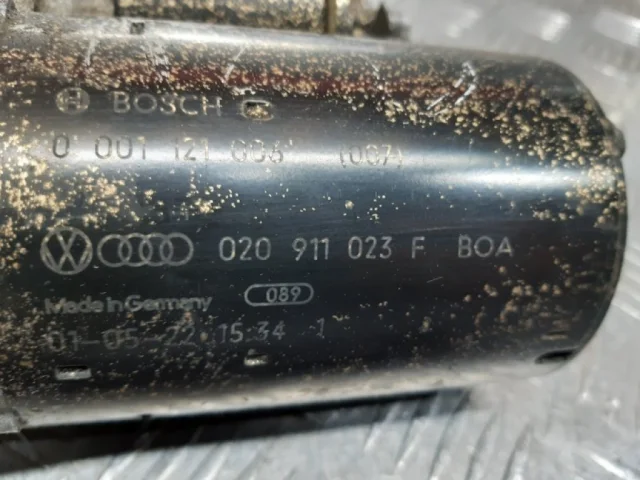 BOSCH
0 001 121 006 (007)
020 911 023 F BOA
Made in Germany 089
01-05-22 15 34 1